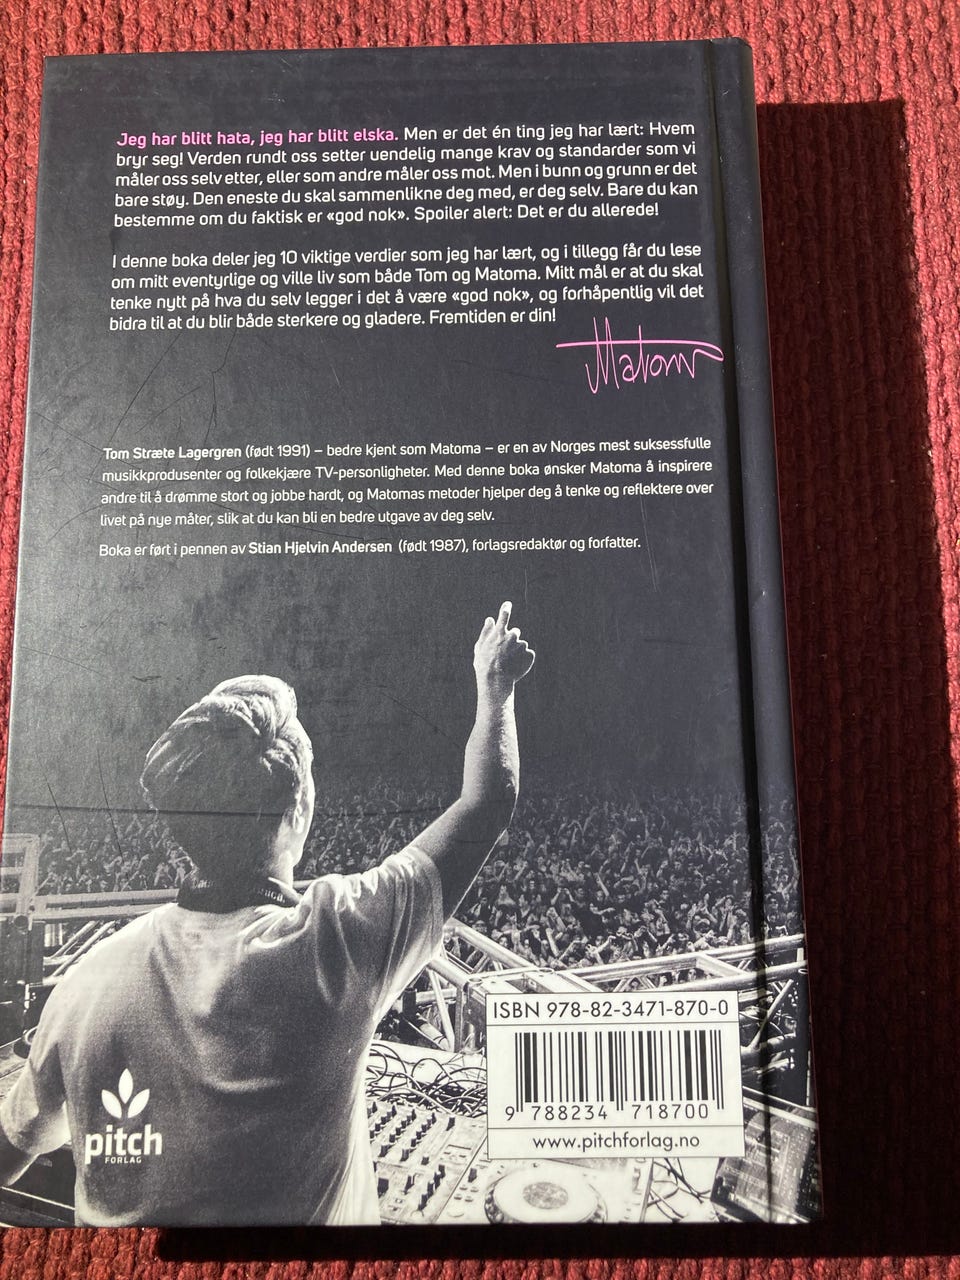 Jeg har blitt hata, jeg har blitt elska. Men er det én ting jeg har lært: Hvem
bryr seg! Verden rundt oss setter uendelig mange krav og standarder som vi
måler oss selv etter, eller som andre måler oss mot. Men i bunn og grunn er det
bare støy. Den eneste du skal sammenlikne deg med, er deg selv. Bare du kan
bestemme om du faktisk er «god nok». Spoiler alert: Det er du allerede!
I denne boka deler jeg 10 viktige verdier som jeg har lært, og i tillegg får du lese
om mitt eventyrlige og ville liv som både Tom og Matoma. Mitt mål er at du skal
tenke nytt på hva du selv legger i det å være «god nok», og forhåpentlig vil det
bidra til at du blir både sterkere og gladere. Fremtiden er din!
Matoma
Tom Stræte Lagergren (født 1991) – bedre kjent som Matoma – er en av Norges mest suksessfulle
musikkprodusenter og folkekjære TV-personligheter. Med denne boka ønsker Matoma å inspirere
andre til å drømme stort og jobbe hardt, og Matomas metoder hjelper deg å tenke og reflektere over
livet på nye måter, slik at du kan bli en bedre utgave av deg selv.
Boka er ført i pennen av Stian Hjelvin Andersen (født 1987), forlagsredaktør og forfatter.
ISBN 978-82-3471-870-0
9 788234 718700
www.pitchforlag.no
pitch
FORLAG